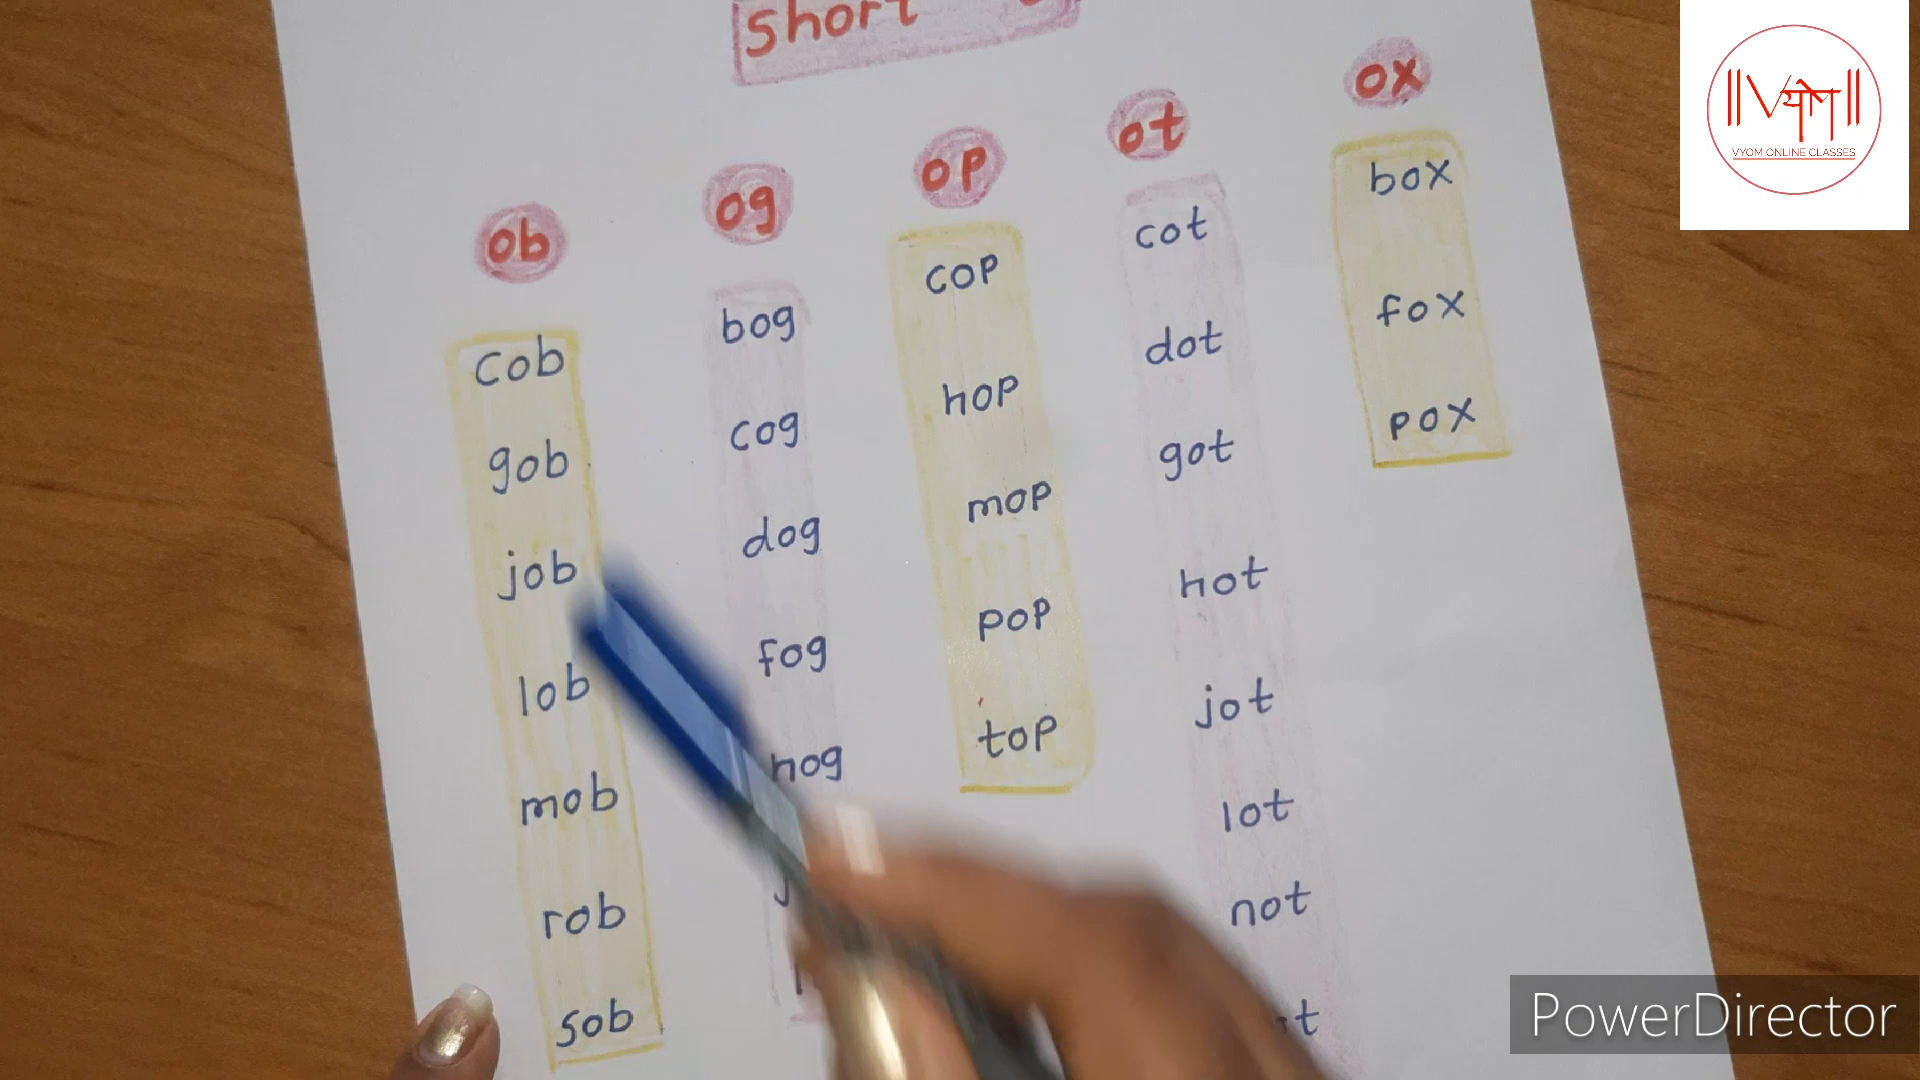 Short
ob
cob
gob
job
lob
mob
rob
sob
og
bog
cog
dog
fog
hog
op
cop
hop
mop
pop
top
ot
cot
dot
got
hot
jot
lot
not
ox
box
fox
pox
||Vयोम||
VYOM ONLINE CLASSES
PowerDirector